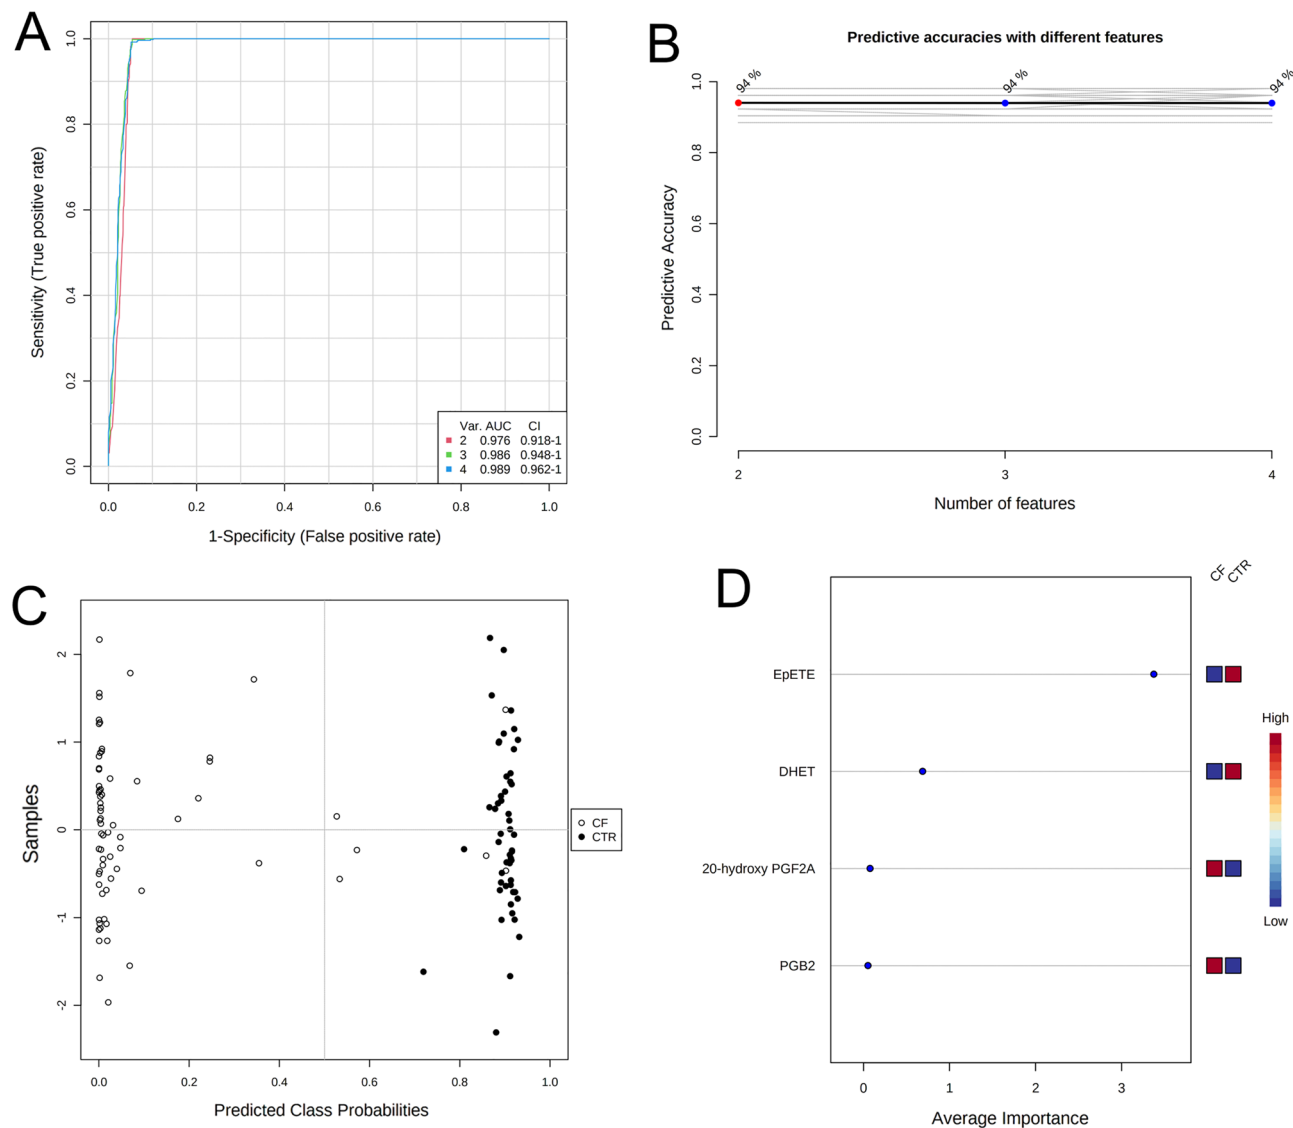 A
Sensitivity (True positive rate)
1.0
0.8
0.6
0.4
0.2
0.0
Var. AUC CI
2 0.976 0.918-1
3 0.986 0.948-1
4 0.989 0.962-1
0.0 0.2 0.4 0.6 0.8 1.0
1-Specificity (False positive rate)
B
Predictive accuracies with different features
94 % 94 % 94 %
Predictive Accuracy
1.0
0.8
0.6
0.4
0.2
0.0
2 3 4
Number of features
C
Samples
2
1
0
-1
-2
CF
CTR
0.0 0.2 0.4 0.6 0.8 1.0
Predicted Class Probabilities
D
CF CTR
EpETE
DHET
20-hydroxy PGF2A
PGB2
High
Low
0 1 2 3
Average Importance